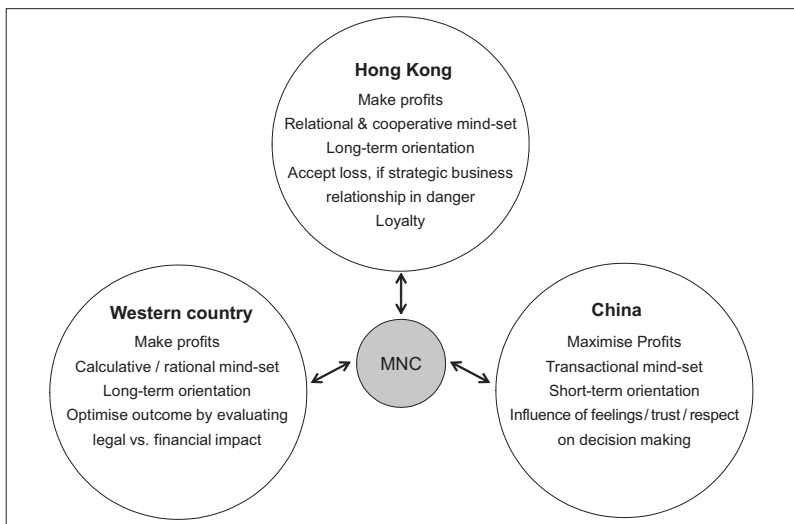 Hong Kong
Make profits
Relational & cooperative mind-set
Long-term orientation
Accept loss, if strategic business
relationship in danger
Loyalty
Western country
Make profits
Calculative / rational mind-set
Long-term orientation
Optimise outcome by evaluating
legal vs. financial impact
MNC
China
Maximise Profits
Transactional mind-set
Short-term orientation
Influence of feelings / trust / respect
on decision making